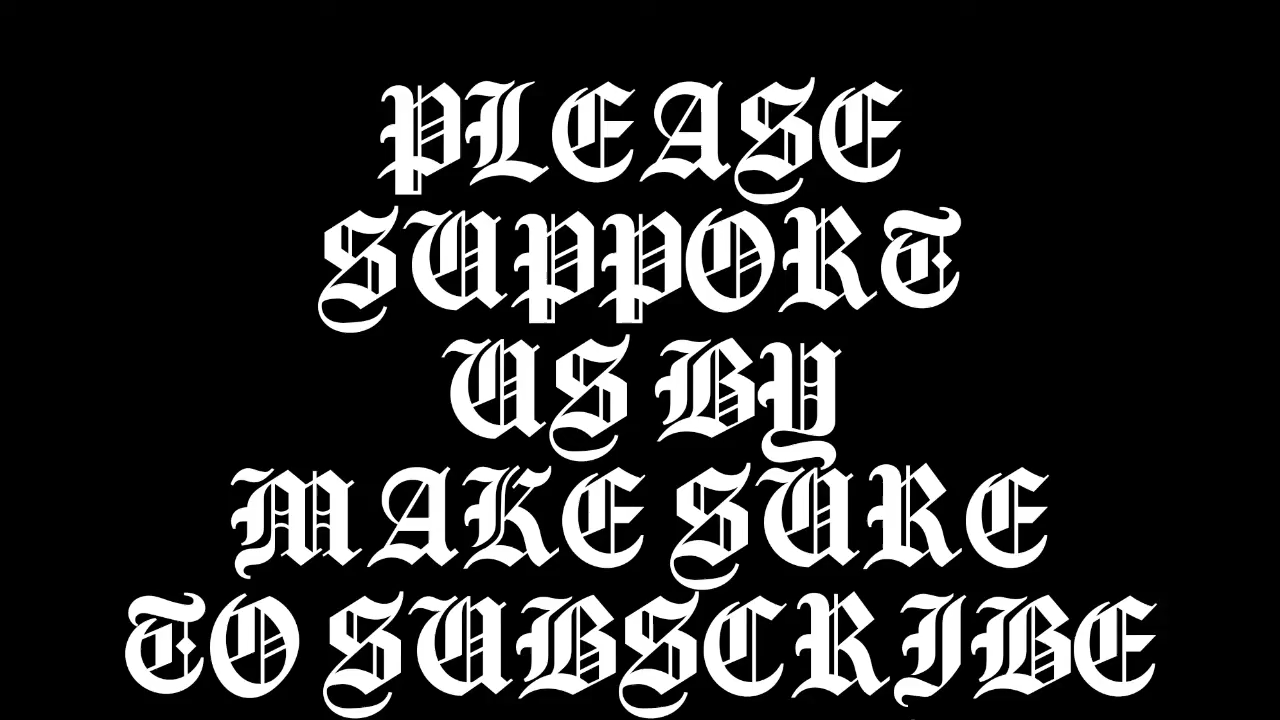 PLEASE
SUPPORT
US BY
MAKE SURE
TO SUBSCRIBE